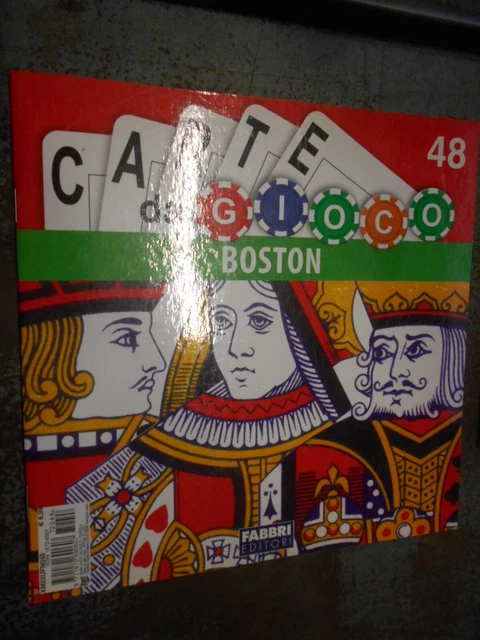 CARTE
48
da GIOCO
BOSTON
FABBRI
EDITORI